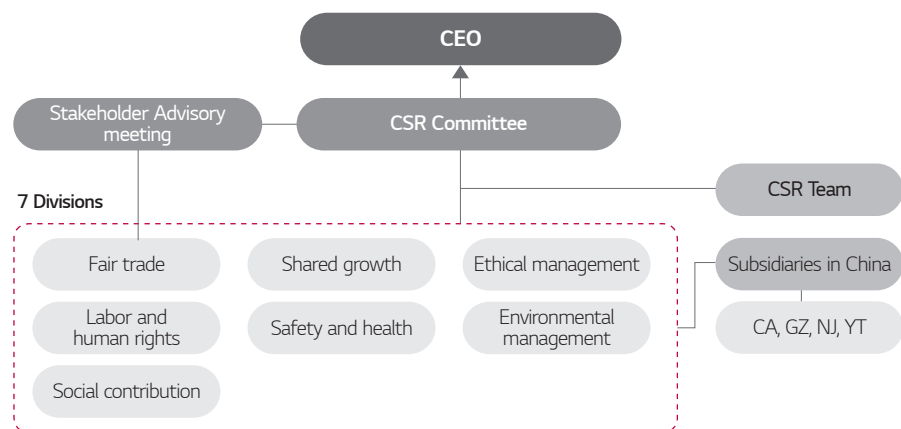 CEO
Stakeholder Advisory
meeting
CSR Committee
CSR Team
7 Divisions
Fair trade
Shared growth
Ethical management
Subsidiaries in China
Labor and
human rights
Safety and health
Environmental
management
CA, GZ, NJ, YT
Social contribution